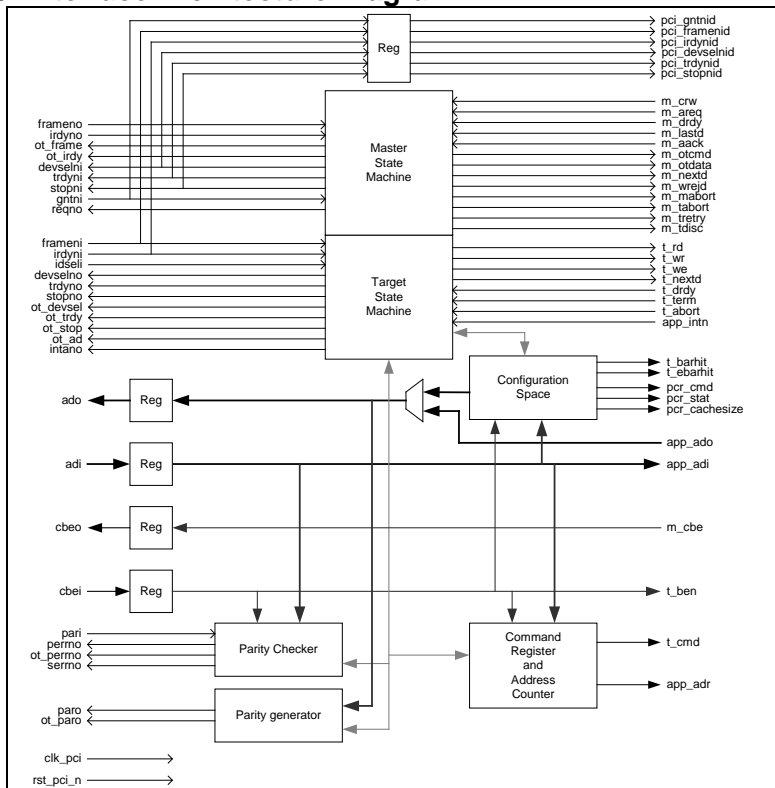 pci_gntnid
pci_framenid
pci_irdynid
pci_devselnid
pci_trdynid
pci_stopnid
Reg
frameno
irdyno
ot_frame
ot_irdy
devselni
trdyni
stopni
gntni
reqno
Master
State
Machine
m_crw
m_areq
m_drdy
m_lastd
m_aack
m_otcmd
m_otdata
m_nextd
m_wrejd
m_mabort
m_tabort
m_tretry
m_tdisc
frameni
irdyni
idseli
devselno
trdyno
stopno
ot_devsel
ot_trdy
ot_stop
ot_ad
intano
Target
State
Machine
t_rd
t_wr
t_we
t_nextd
t_drdy
t_term
t_abort
app_intn
Configuration
Space
t_barhit
t_ebarhit
pcr_cmd
pcr_stat
pcr_cachesize
ado
Reg
app_ado
adi
Reg
app_adi
cbeo
Reg
m_cbe
cbei
Reg
t_ben
pari
perrno
ot_perrno
serrno
Parity Checker
Command
Register
and
Address
Counter
t_cmd
app_adr
paro
ot_paro
Parity generator
clk_pci
rst_pci_n